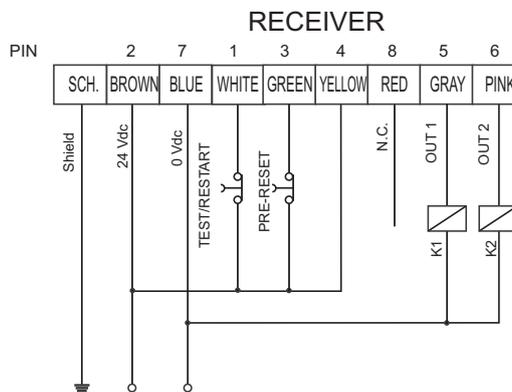 RECEIVER
PIN 2 7 1 3 4 8 5 6
SCH. BROWN BLUE WHITE GREEN YELLOW RED GRAY PINK
Shield
24 Vdc
0 Vdc
TEST/RESTART
PRE-RESET
N.C.
OUT 1
OUT 2
K1
K2